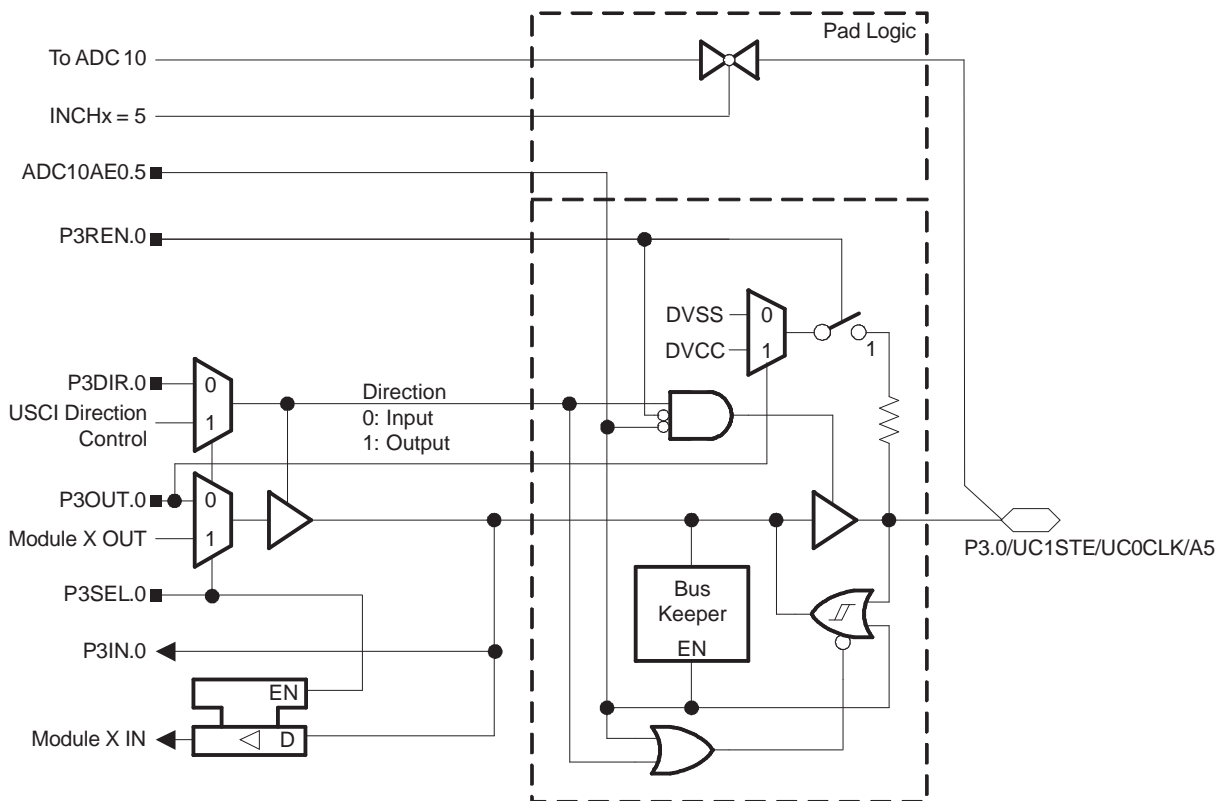 Pad Logic
To ADC 10
INCHx = 5
ADC10AE0.5
P3REN.0
DVSS
0
DVCC
1
1
P3DIR.0
0
USCI Direction
Control
1
Direction
0: Input
1: Output
P3OUT.0
0
Module X OUT
1
P3.0/UC1STE/UC0CLK/A5
P3SEL.0
Bus
Keeper
EN
P3IN.0
EN
Module X IN
D